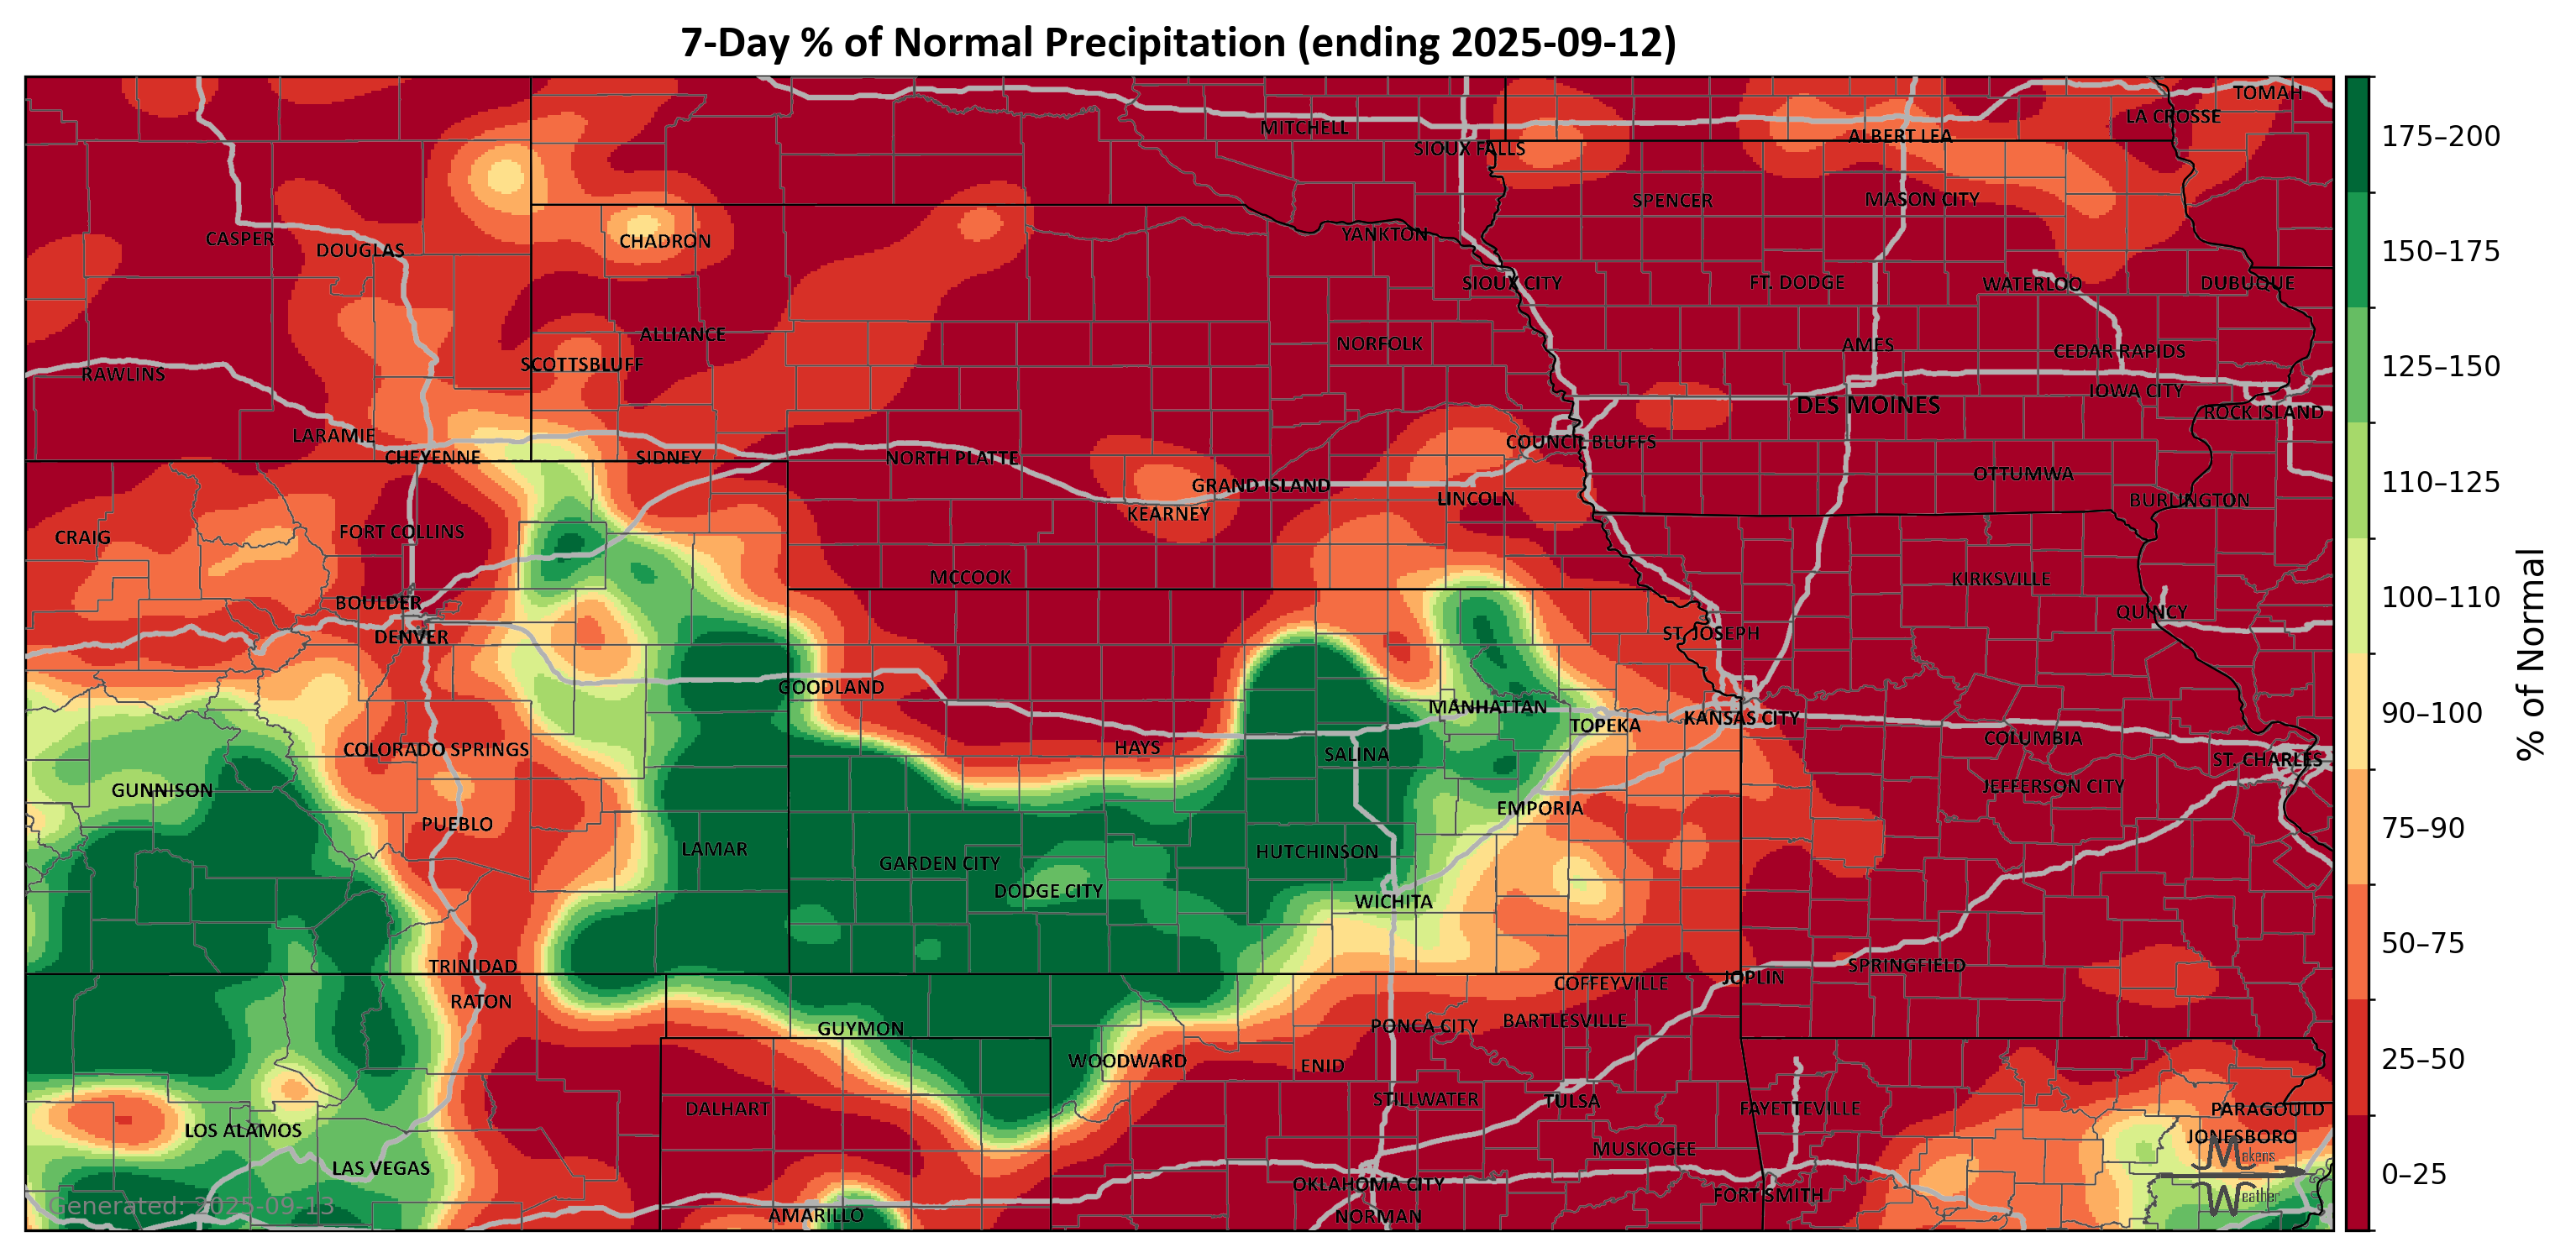 7-Day % of Normal Precipitation (ending 2025-09-12)
TOMAH
LA CROSSE
MITCHELL
ALBERT LEA
SIOUX FALLS
SPENCER
MASON CITY
CASPER
DOUGLAS
CHADRON
YANKTON
SIOUX CITY
FT. DODGE
WATERLOO
DUBUQUE
ALLIANCE
NORFOLK
AMES
CEDAR RAPIDS
SCOTTSBLUFF
RAWLINS
IOWA CITY
DES MOINES
ROCK ISLAND
LARAMIE
COUNCIL BLUFFS
CHEYENNE
SIDNEY
NORTH PLATTE
OTTUMWA
GRAND ISLAND
LINCOLN
BURLINGTON
KEARNEY
CRAIG
FORT COLLINS
MCCOOK
KIRKSVILLE
BOULDER
QUINCY
DENVER
ST. JOSEPH
GOODLAND
MANHATTAN
TOPEKA
KANSAS CITY
COLORADO SPRINGS
HAYS
SALINA
COLUMBIA
ST. CHARLES
GUNNISON
JEFFERSON CITY
EMPORIA
PUEBLO
LAMAR
GARDEN CITY
HUTCHINSON
DODGE CITY
WICHITA
TRINIDAD
SPRINGFIELD
JOPLIN
COFFEYVILLE
RATON
GUYMON
PONCA CITY
BARTLESVILLE
WOODWARD
ENID
DALHART
STILLWATER
TULSA
FAYETTEVILLE
PARAGOULD
LOS ALAMOS
JONESBORO
MUSKOGEE
LAS VEGAS
OKLAHOMA CITY
FORT SMITH
AMARILLO
NORMAN
Generated: 2025-09-13
Makens
Weather
175–200
150–175
125–150
110–125
100–110
90–100
75–90
50–75
25–50
0–25
% of Normal